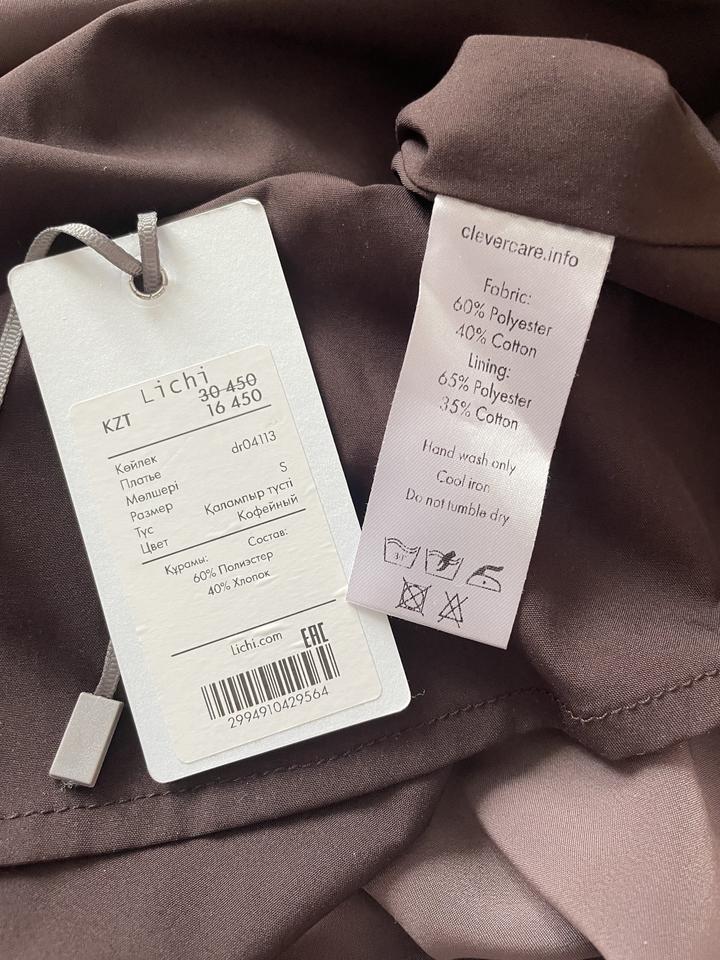 Lichi
KZT 30 450
16 450
Көйлек dr04113
Платье
Мөлшері S
Размер
Түс Қалампыр түсті
Цвет Кофейный
Құрамы: Состав:
60% Полиэстер
40% Хлопок
Lichi.com EAC
2994910429564
clevercare.info
Fabric:
60% Polyester
40% Cotton
Lining:
65% Polyester
35% Cotton
Hand wash only
Cool iron
Do not tumble dry